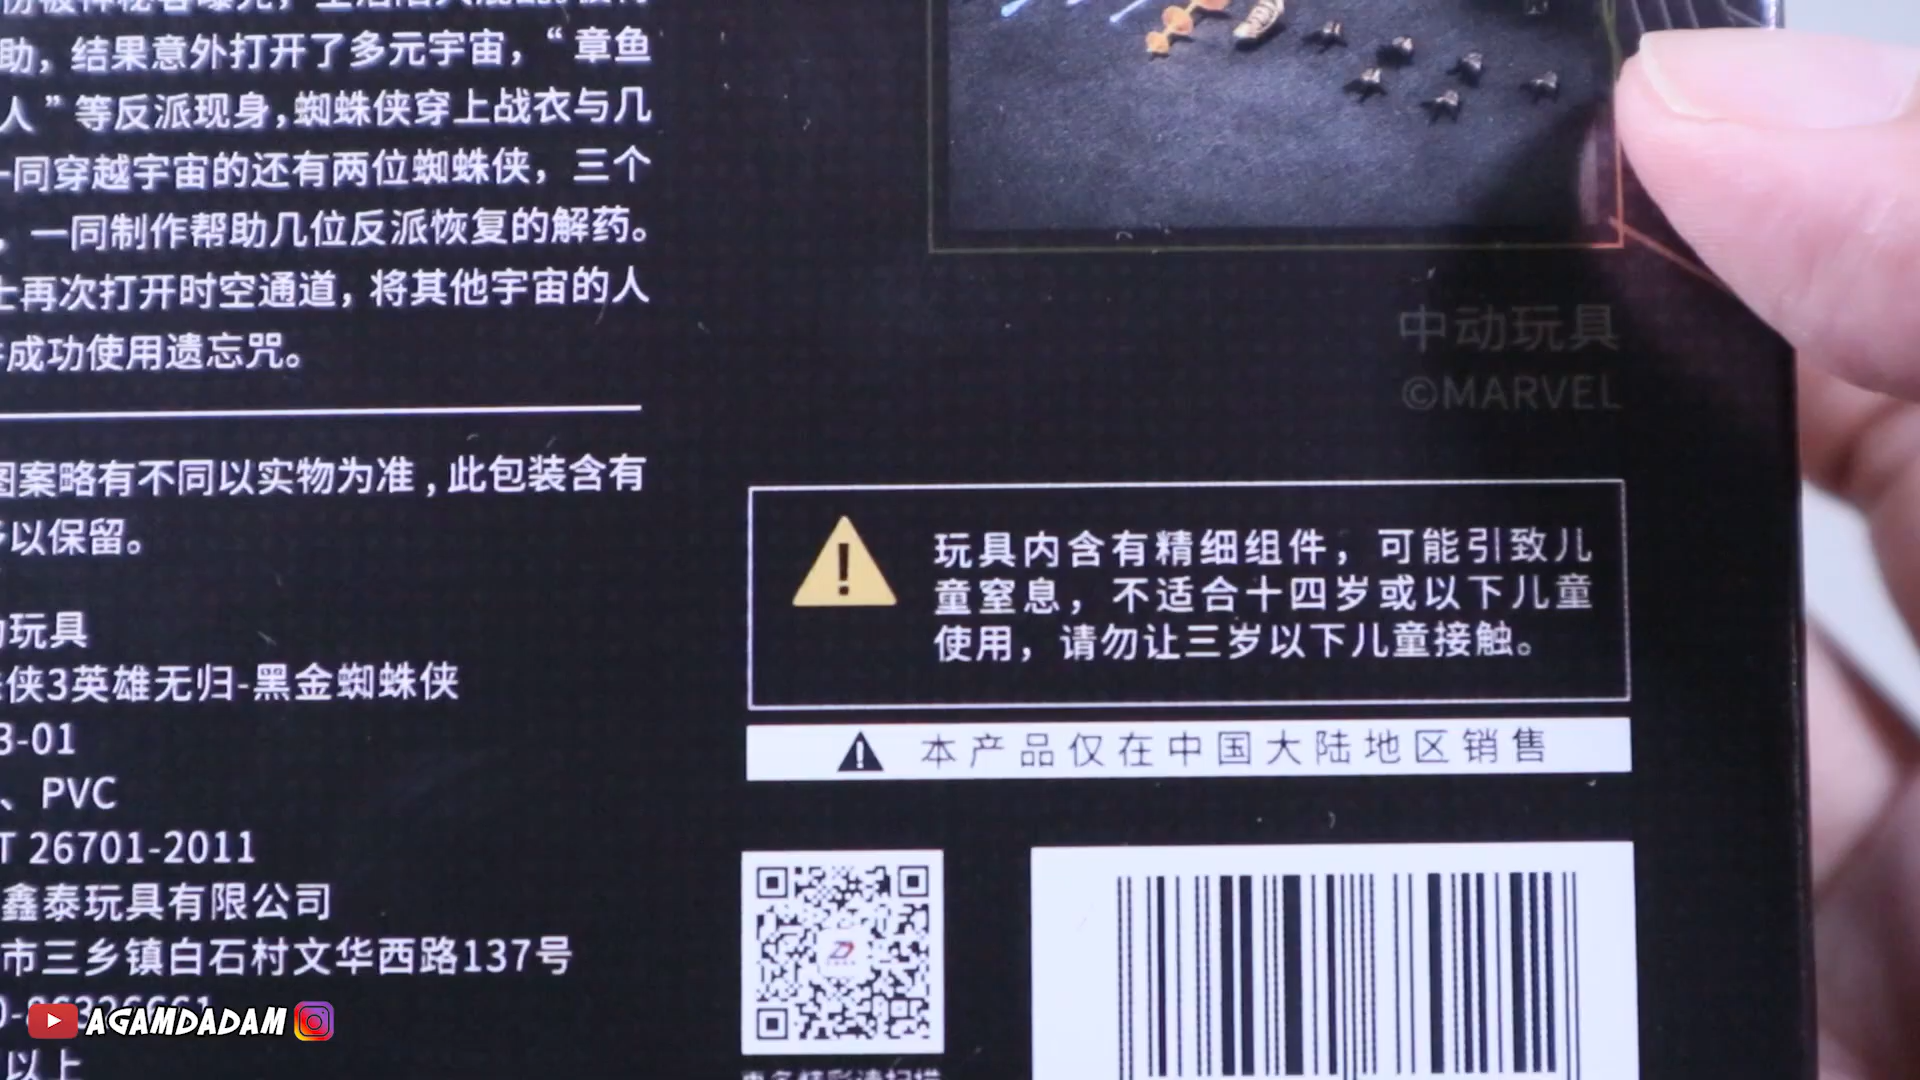 助，结果意外打开了多元宇宙，“章鱼
人”等反派现身，蜘蛛侠穿上战衣与几
一同穿越宇宙的还有两位蜘蛛侠，三个
，一同制作帮助几位反派恢复的解药。
士再次打开时空通道，将其他宇宙的人
成功使用遗忘咒。
图案略有不同以实物为准，此包装含有
予以保留。
动玩具
侠3英雄无归-黑金蜘蛛侠
3-01
、PVC
T 26701-2011
鑫泰玩具有限公司
市三乡镇白石村文华西路137号
以上
中动玩具
©MARVEL
玩具内含有精细组件，可能引致儿
童窒息，不适合十四岁或以下儿童
使用，请勿让三岁以下儿童接触。
本产品仅在中国大陆地区销售
AGAMDADAM